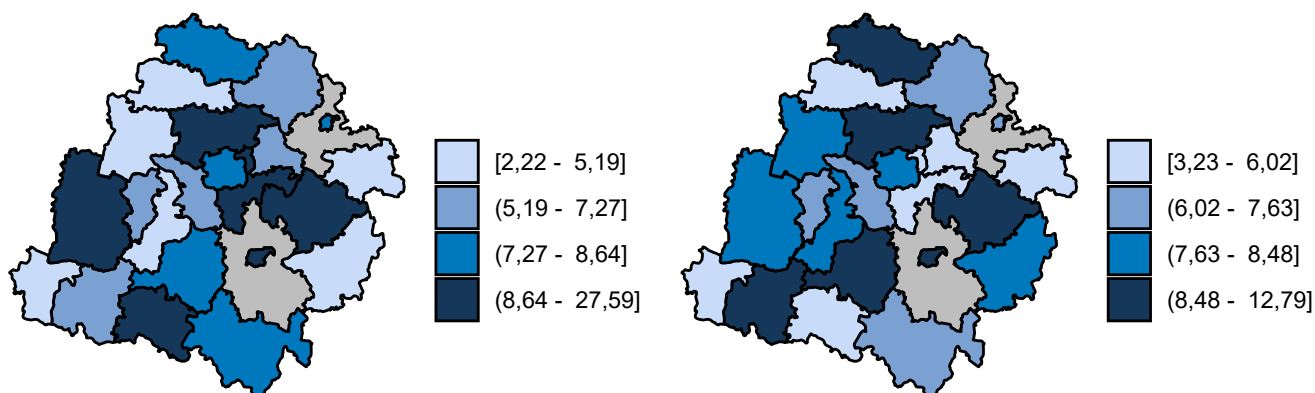 [2,22 - 5,19]
(5,19 - 7,27]
(7,27 - 8,64]
(8,64 - 27,59]
[3,23 - 6,02]
(6,02 - 7,63]
(7,63 - 8,48]
(8,48 - 12,79]